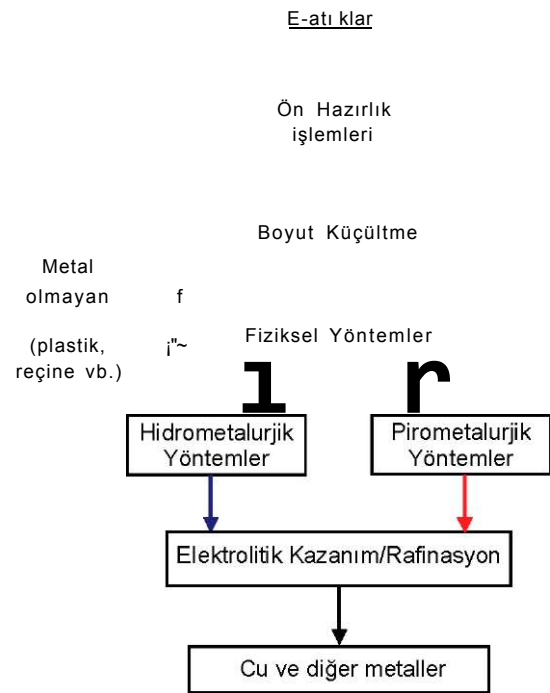 E-atı klar
Ön Hazırlık
işlemleri
Boyut Küçültme
Metal
olmayan f
(plastik, ¡"~ Fiziksel Yöntemler
reçine vb.)
ı r
Hidrometalurjik
Yöntemler
Pirometalurjik
Yöntemler
Elektrolitik Kazanım/Rafinasyon
Cu ve diğer metaller